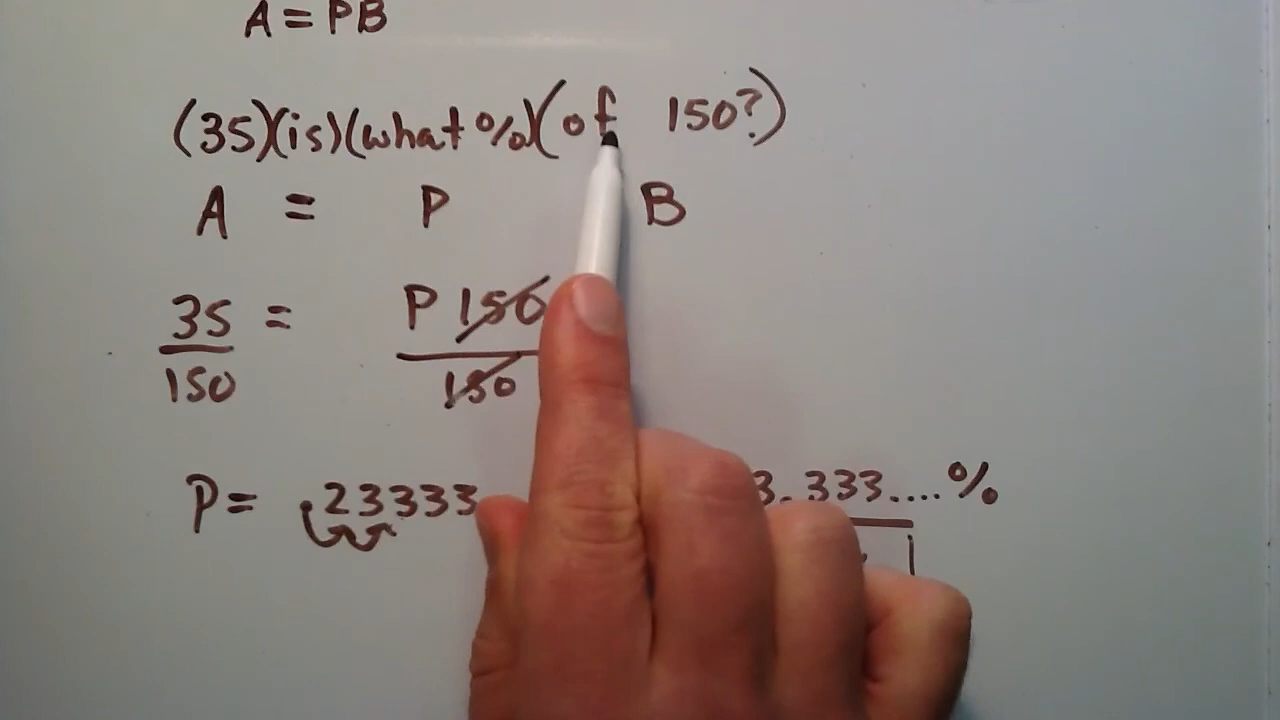 A = PB
(35)(is)(what %)(of 150?)
A = P B
35 = P 150
150 150
P = .23333 3.333....%